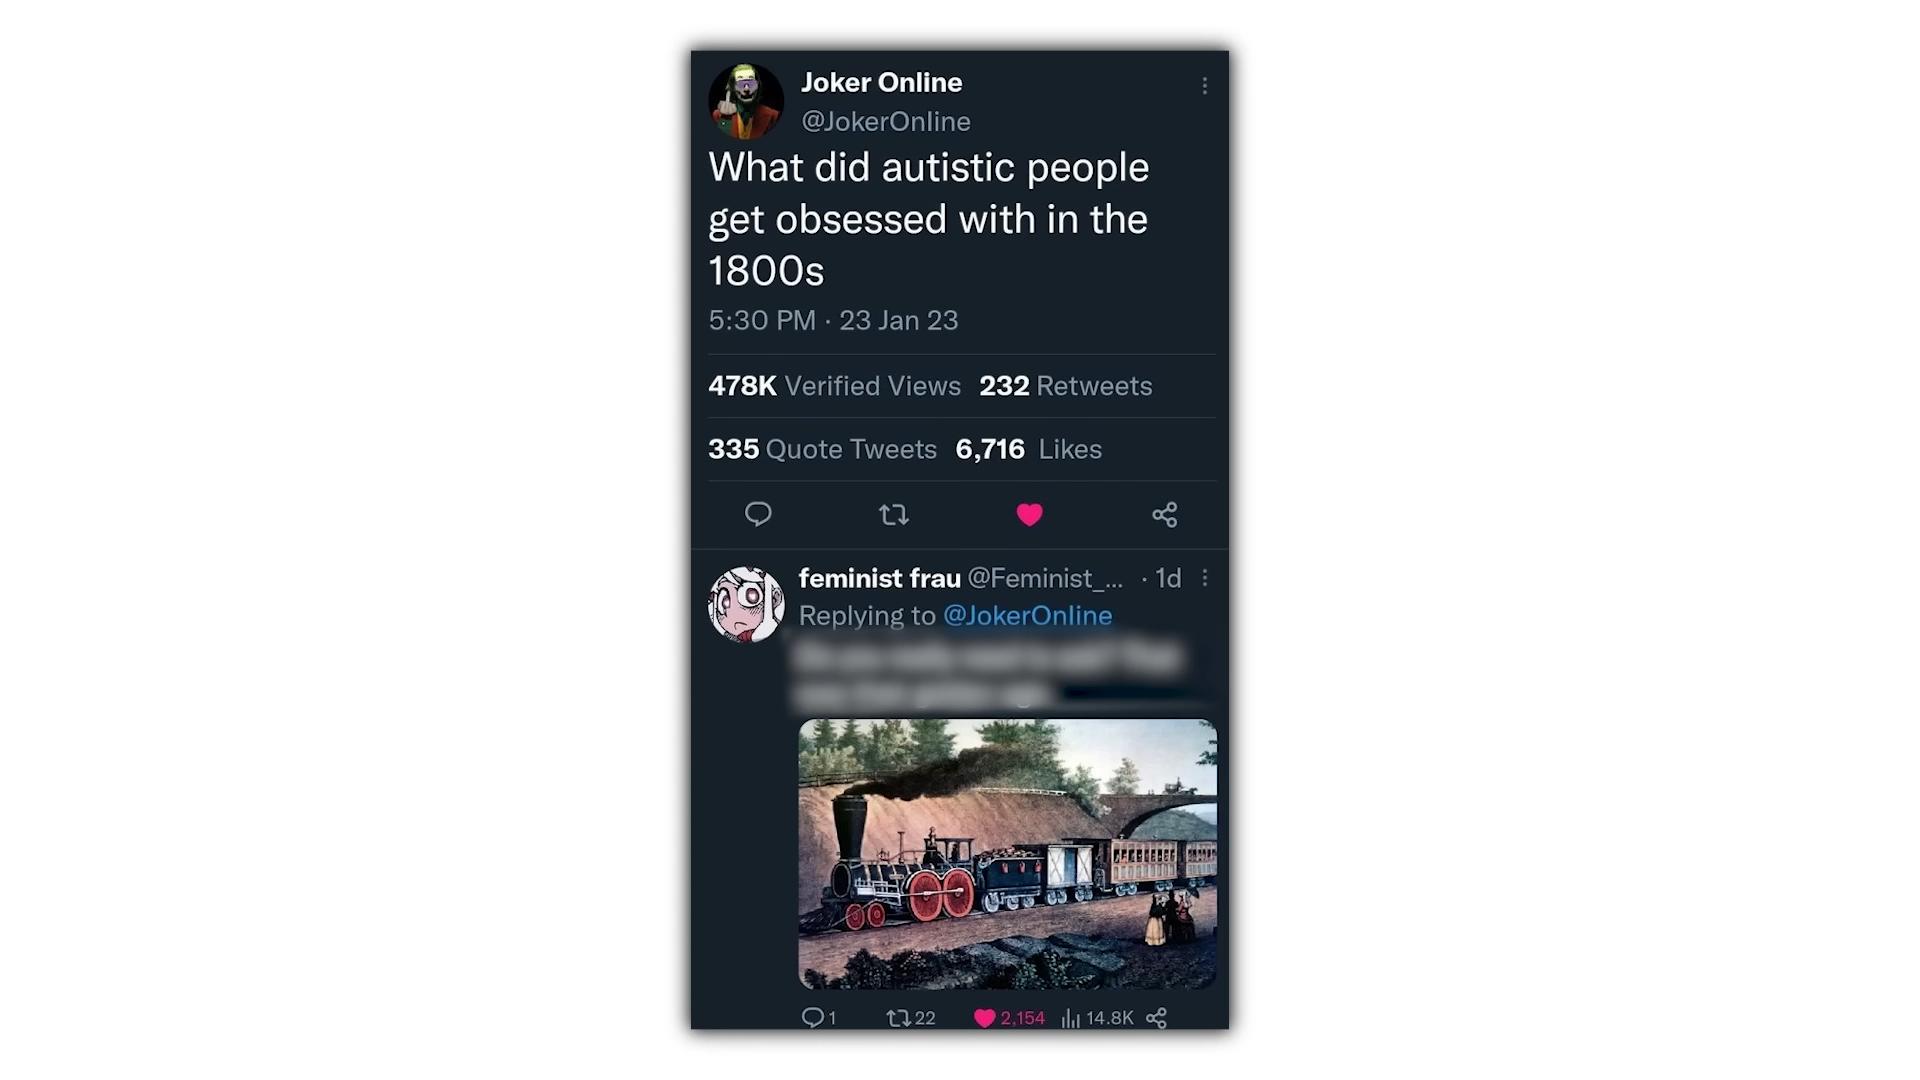 Joker Online
@JokerOnline
What did autistic people
get obsessed with in the
1800s
5:30 PM · 23 Jan 23
478K Verified Views 232 Retweets
335 Quote Tweets 6,716 Likes
feminist frau @Feminist_... · 1d
Replying to @JokerOnline
1 22 2,154 14.8K